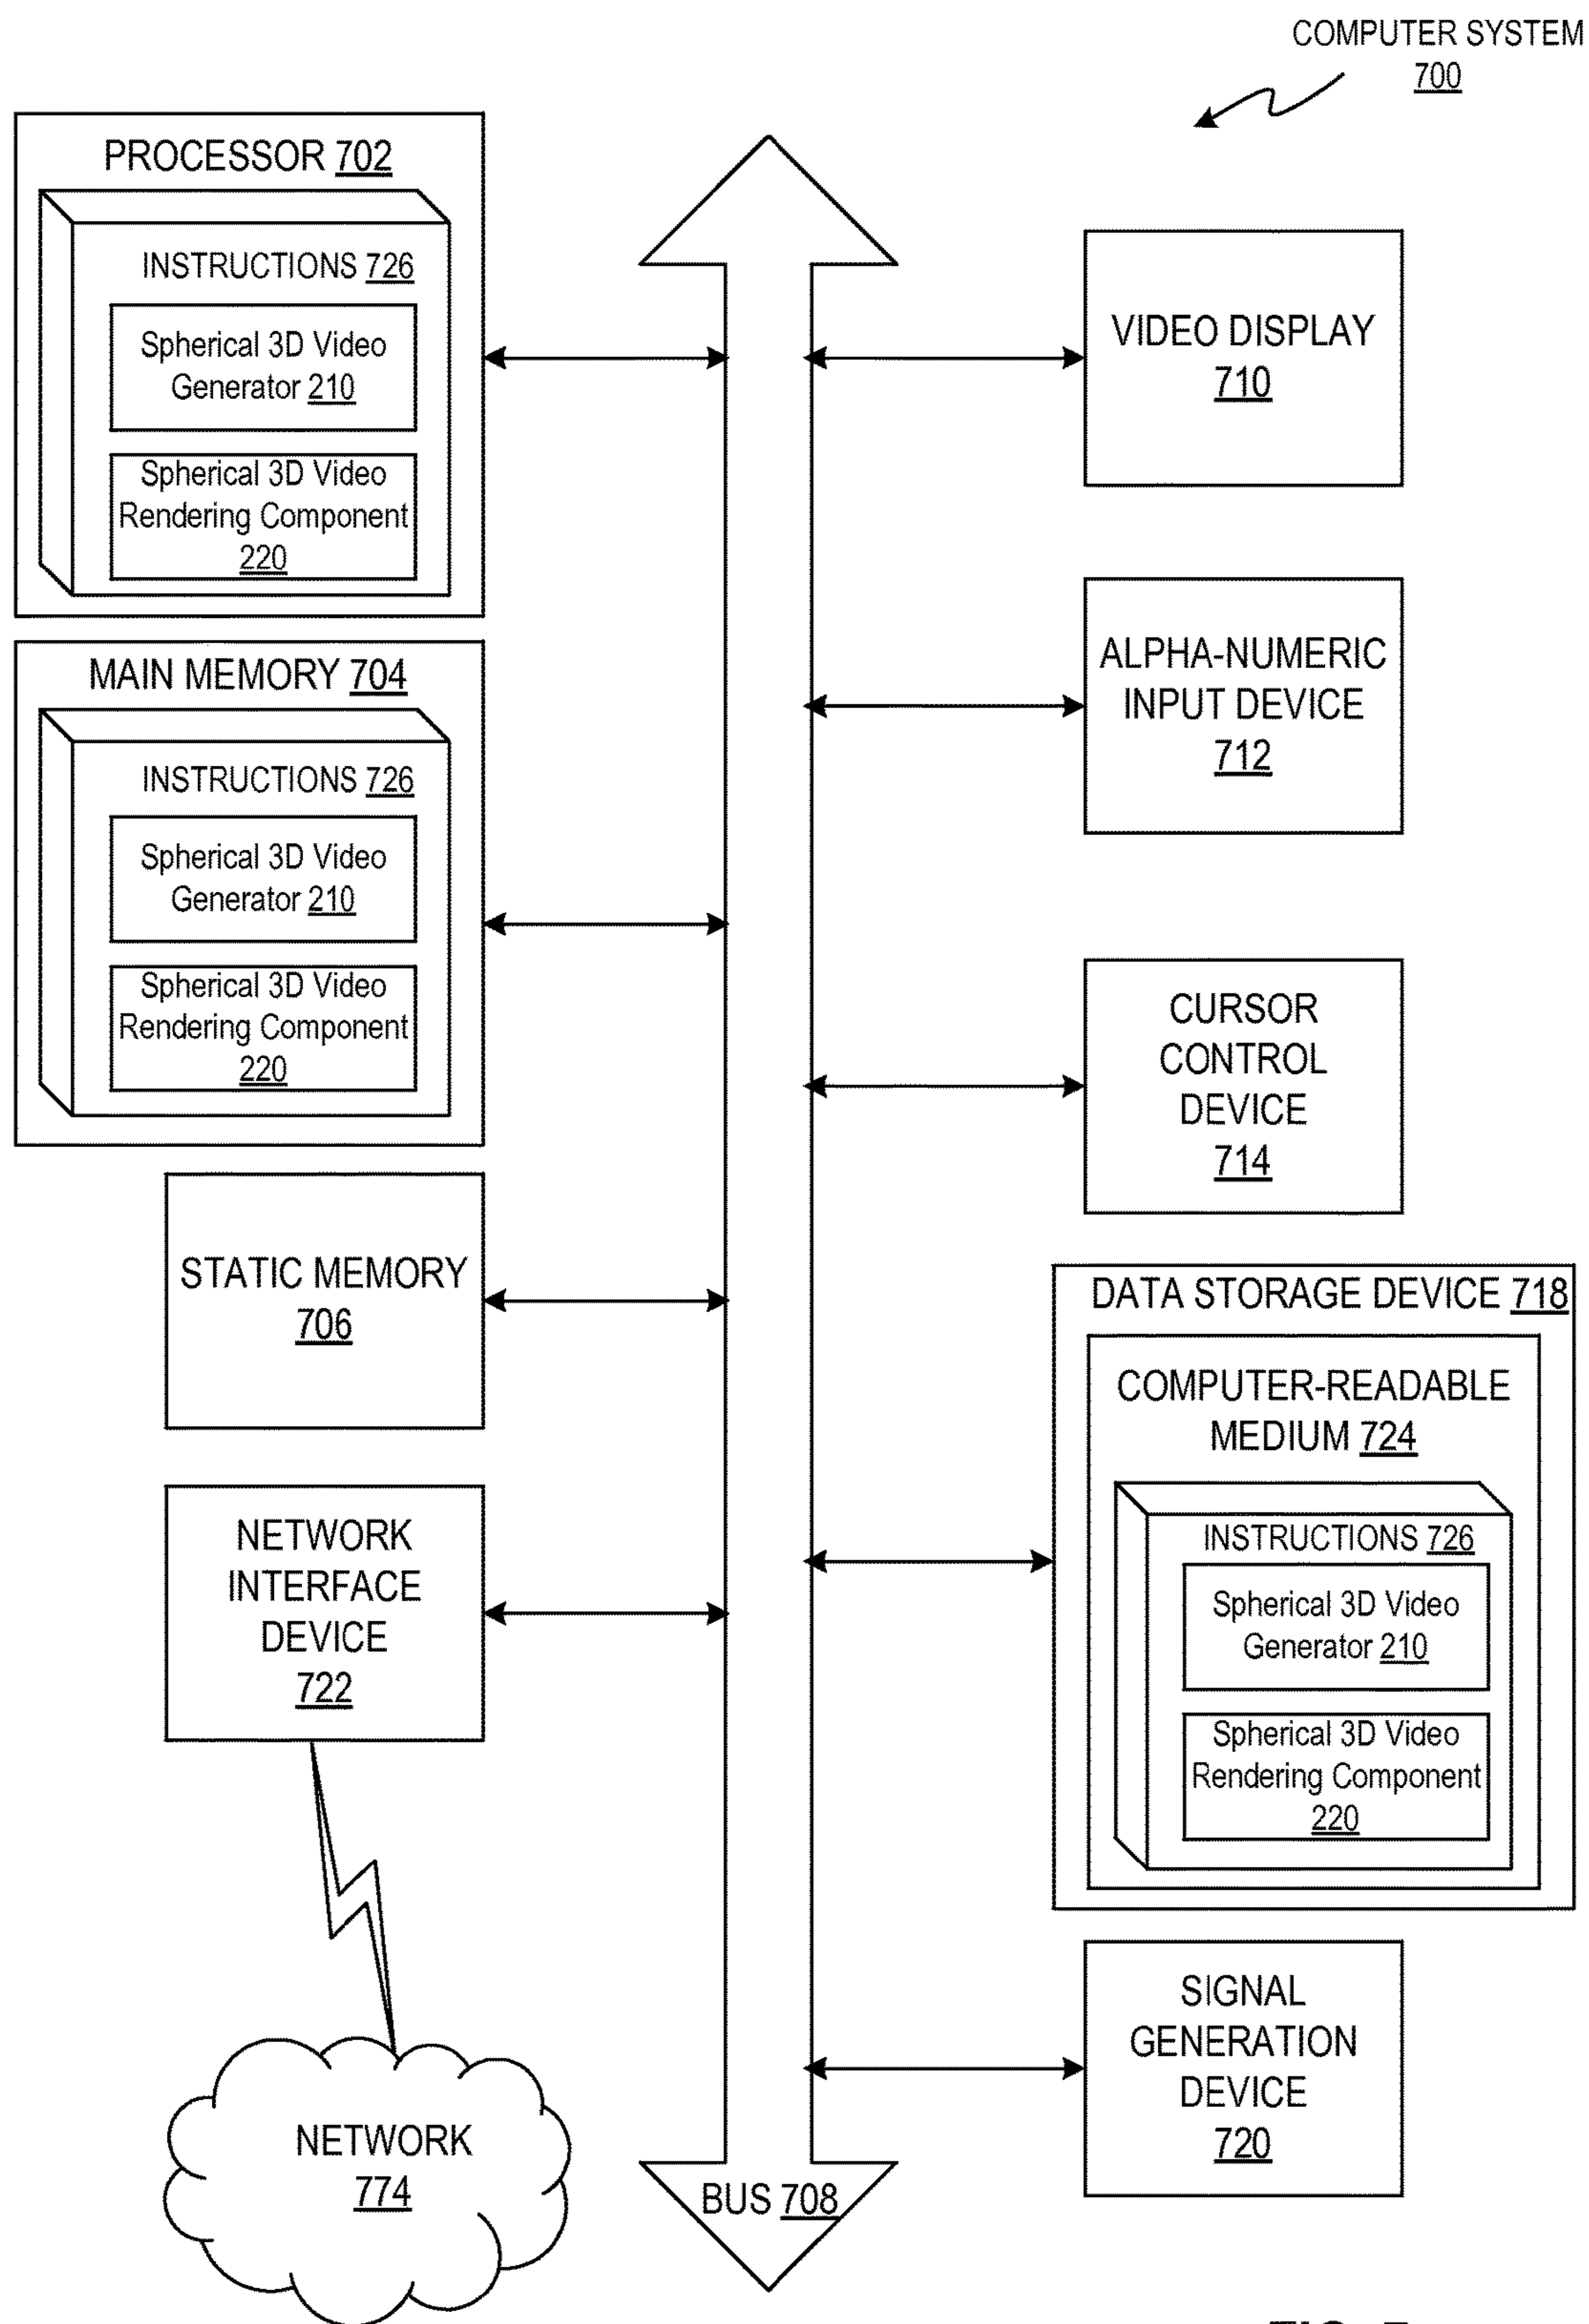 COMPUTER SYSTEM
700
PROCESSOR 702
INSTRUCTIONS 726
Spherical 3D Video
Generator 210
Spherical 3D Video
Rendering Component
220
MAIN MEMORY 704
INSTRUCTIONS 726
Spherical 3D Video
Generator 210
Spherical 3D Video
Rendering Component
220
STATIC MEMORY
706
NETWORK
INTERFACE
DEVICE
722
NETWORK
774
BUS 708
VIDEO DISPLAY
710
ALPHA-NUMERIC
INPUT DEVICE
712
CURSOR
CONTROL
DEVICE
714
DATA STORAGE DEVICE 718
COMPUTER-READABLE
MEDIUM 724
INSTRUCTIONS 726
Spherical 3D Video
Generator 210
Spherical 3D Video
Rendering Component
220
SIGNAL
GENERATION
DEVICE
720